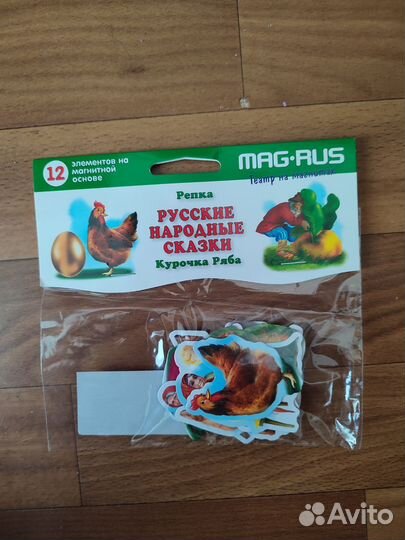 12
элементов на
магнитной
основе
MAG-RUS
Театр на магнитах
Репка
РУССКИЕ
НАРОДНЫЕ
СКАЗКИ
Курочка Ряба
Avito